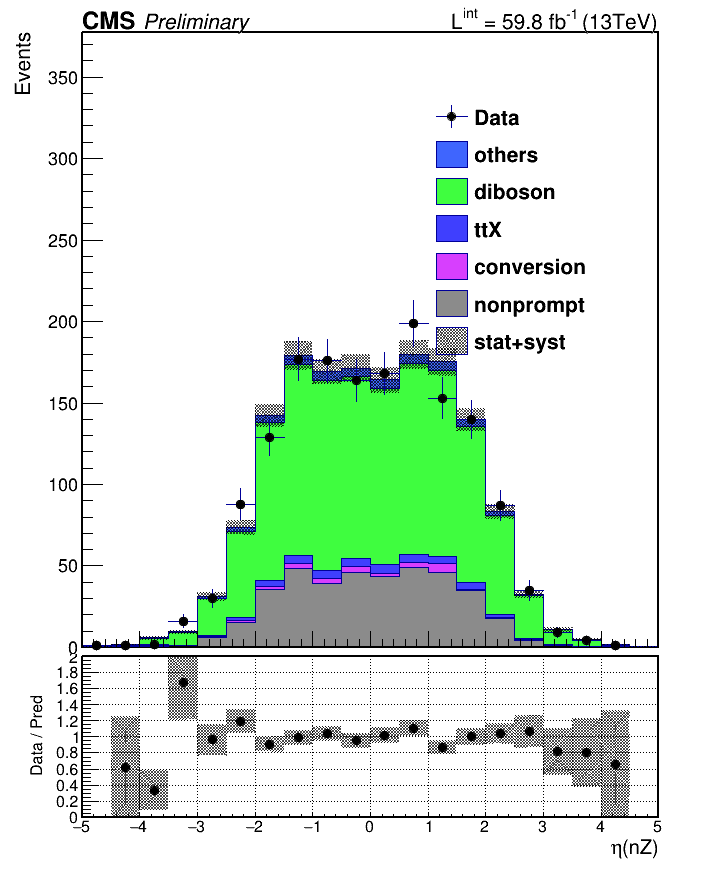 CMS Preliminary
L^int = 59.8 fb^-1 (13TeV)
Events
350
300
250
200
150
100
50
0
Data
others
diboson
ttX
conversion
nonprompt
stat+syst
Data / Pred
2
1.8
1.6
1.4
1.2
1
0.8
0.6
0.4
0.2
0
−5 −4 −3 −2 −1 0 1 2 3 4 5
η(nZ)